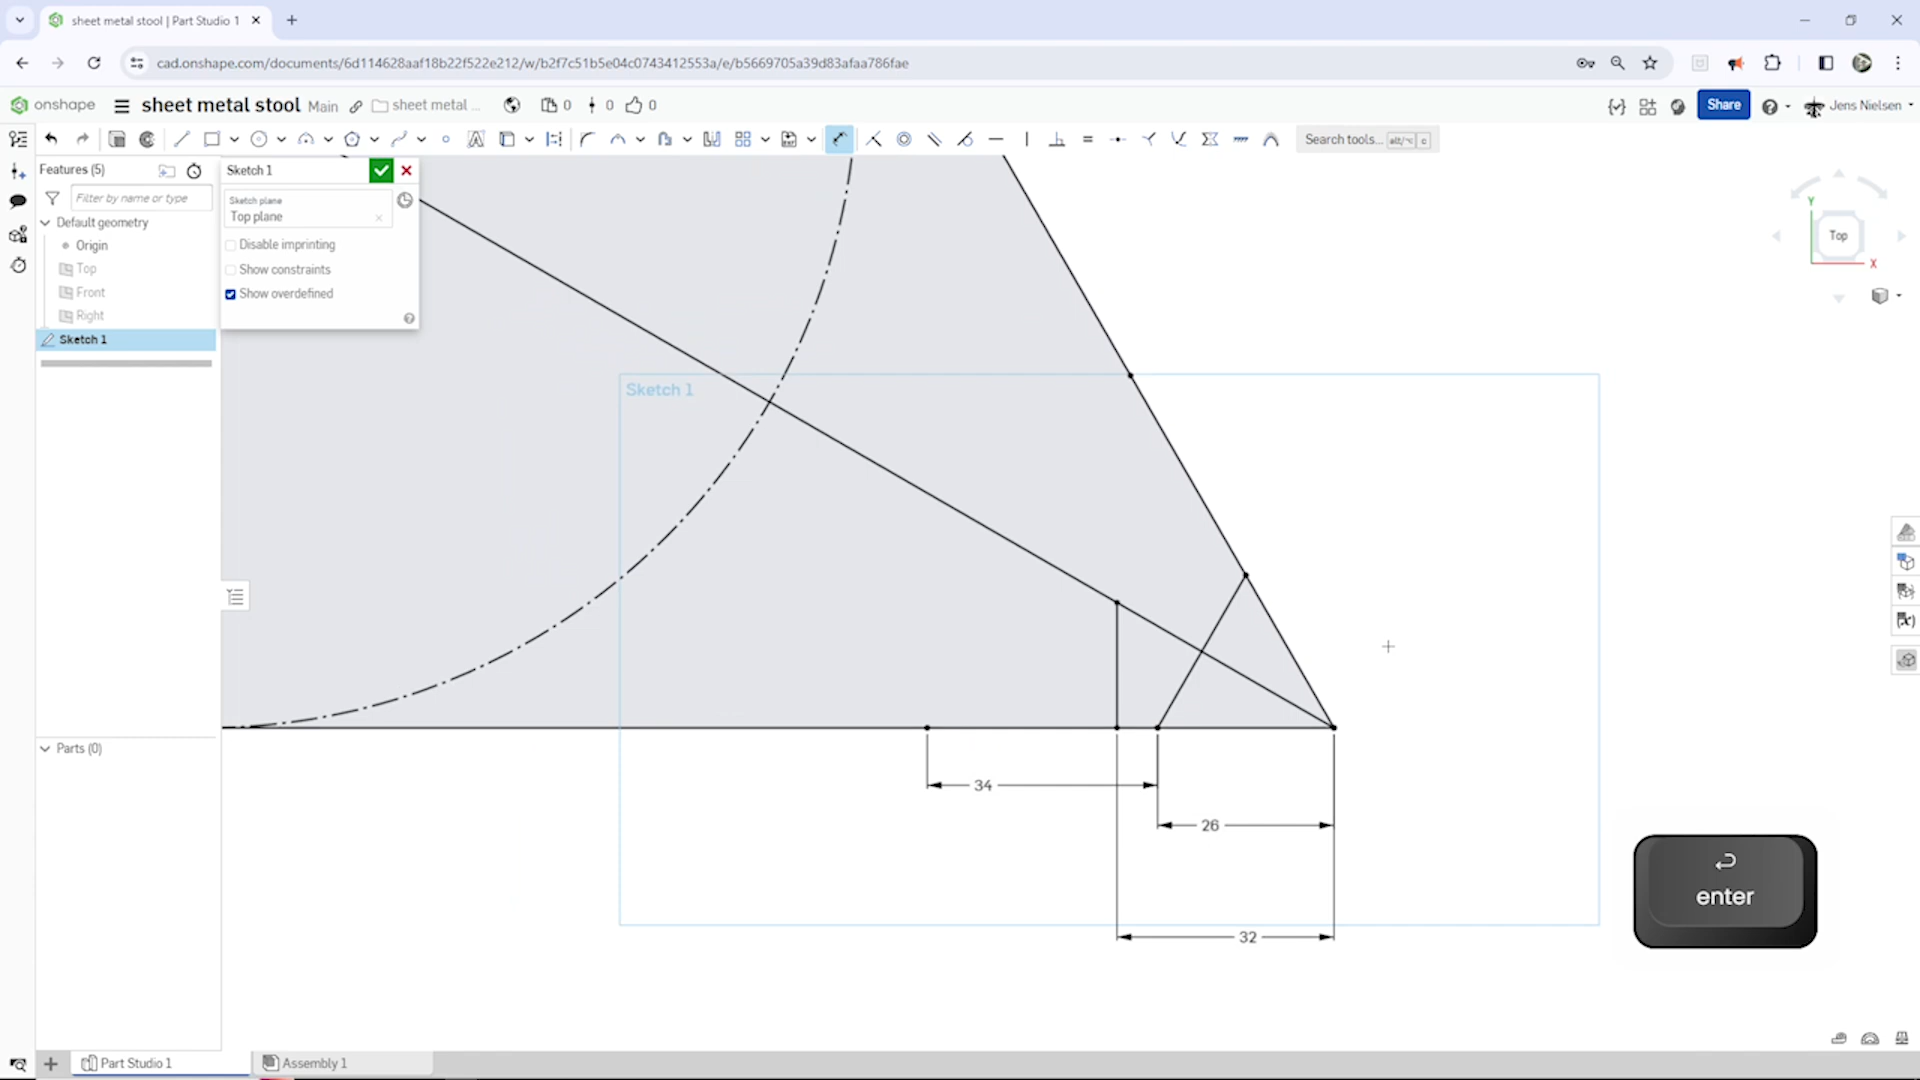 sheet metal stool | Part Studio 1
cad.onshape.com/documents/6d114628aaf18b22f522e212/w/b2f7c51b5e04c0743412553a/e/b5669705a39d83afaa786fae
onshape sheet metal stool Main sheet metal ... 0 0 0 Share Jens Nielsen
Search tools... alt/⌥ c
Features (5)
Filter by name or type
Default geometry
Origin
Top
Front
Right
Sketch 1
Sketch 1
Sketch plane
Top plane
Disable imprinting
Show constraints
Show overdefined
Y
Top
X
Sketch 1
34
26
32
enter
Parts (0)
Part Studio 1
Assembly 1